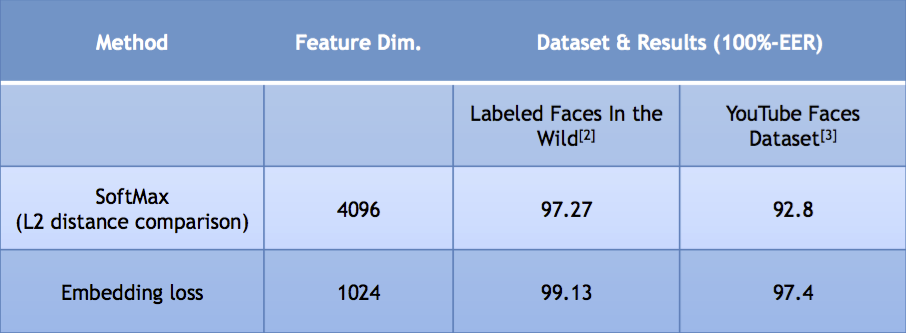 Method Feature Dim. Dataset & Results (100%-EER)
Labeled Faces In the
Wild[2]
YouTube Faces
Dataset[3]
SoftMax
(L2 distance comparison)
4096 97.27 92.8
Embedding loss 1024 99.13 97.4